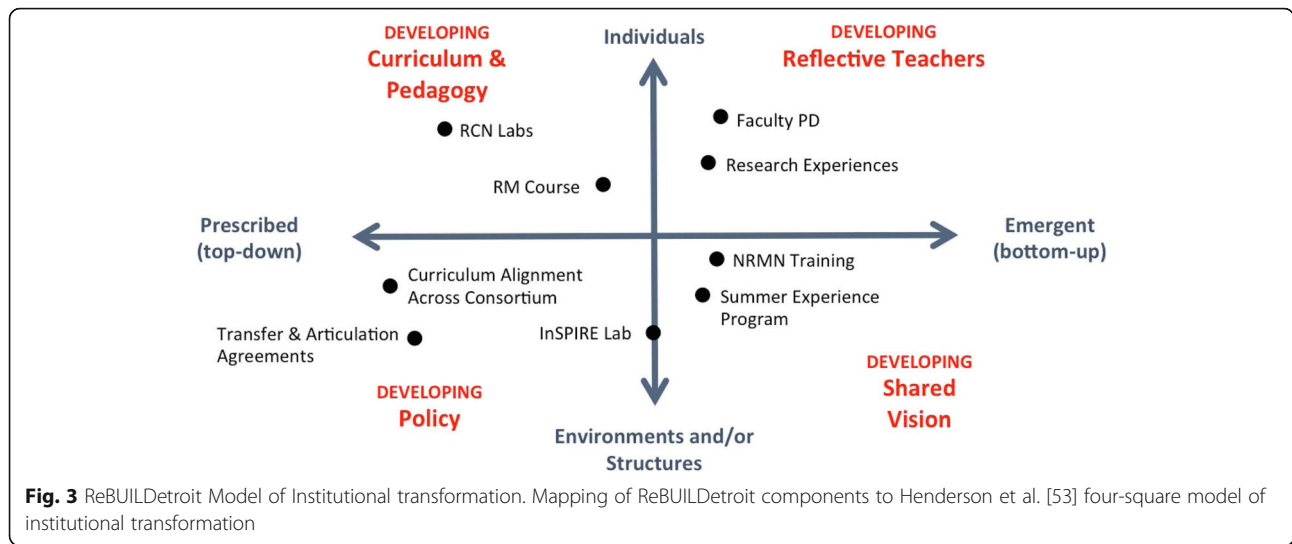 DEVELOPING
Curriculum &
Pedagogy
Individuals
DEVELOPING
Reflective Teachers
RCN Labs
Faculty PD
Research Experiences
RM Course
Prescribed
(top-down)
Emergent
(bottom-up)
NRMN Training
Curriculum Alignment
Across Consortium
Summer Experience
Program
Transfer & Articulation
Agreements
InSPIRE Lab
DEVELOPING
Policy
DEVELOPING
Shared
Vision
Environments and/or
Structures
Fig. 3 ReBUILDetroit Model of Institutional transformation. Mapping of ReBUILDetroit components to Henderson et al. [53] four-square model of
institutional transformation